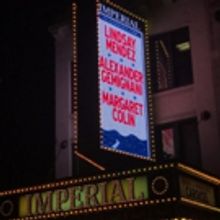 IMPERIAL
LINDSAY
MENDEZ
ALEXANDER
GEMIGNANI
MARGARET
COLIN
IMPERIAL